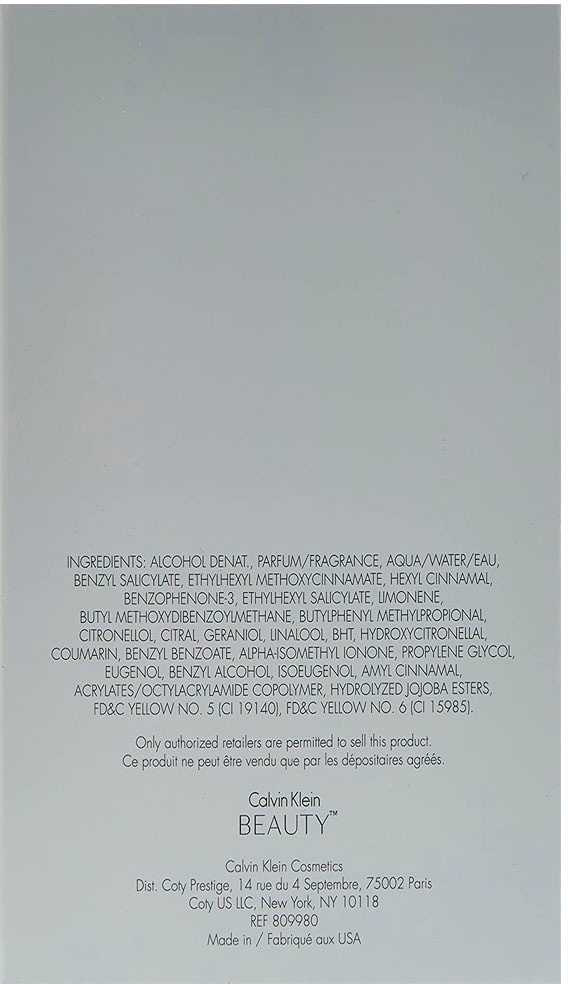 INGREDIENTS: ALCOHOL DENAT., PARFUM/FRAGRANCE, AQUA/WATER/EAU,
BENZYL SALICYLATE, ETHYLHEXYL METHOXYCINNAMATE, HEXYL CINNAMAL,
BENZOPHENONE-3, ETHYLHEXYL SALICYLATE, LIMONENE,
BUTYL METHOXYDIBENZOYLMETHANE, BUTYLPHENYL METHYLPROPIONAL,
CITRONELLOL, CITRAL, GERANIOL, LINALOOL, BHT, HYDROXYCITRONELLAL,
COUMARIN, BENZYL BENZOATE, ALPHA-ISOMETHYL IONONE, PROPYLENE GLYCOL,
EUGENOL, BENZYL ALCOHOL, ISOEUGENOL, AMYL CINNAMAL,
ACRYLATES/OCTYLACRYLAMIDE COPOLYMER, HYDROLYZED JOJOBA ESTERS,
FD&C YELLOW NO. 5 (CI 19140), FD&C YELLOW NO. 6 (CI 15985).
Only authorized retailers are permitted to sell this product.
Ce produit ne peut être vendu que par les dépositaires agréés.
Calvin Klein
BEAUTY™
Calvin Klein Cosmetics
Dist. Coty Prestige, 14 rue du 4 Septembre, 75002 Paris
Coty US LLC, New York, NY 10118
REF 809980
Made in / Fabriqué aux USA